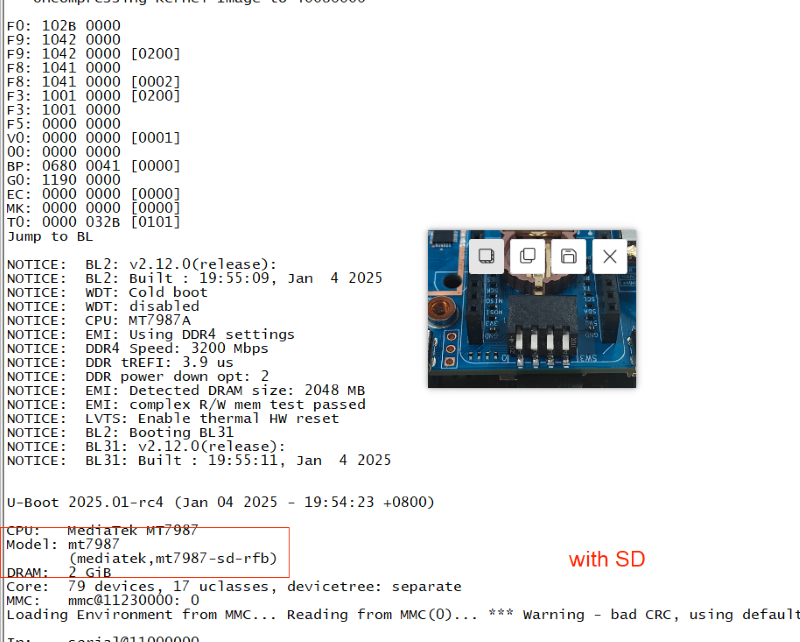 Uncompressing Kernel Image to 40080000
F0: 102B 0000
F9: 1042 0000
F9: 1042 0000 [0200]
F8: 1041 0000
F8: 1041 0000 [0002]
F3: 1001 0000 [0200]
F3: 1001 0000
F5: 0000 0000
V0: 0000 0000 [0001]
00: 0000 0000
BP: 0680 0041 [0000]
G0: 1190 0000
EC: 0000 0000 [0000]
MK: 0000 0000 [0000]
T0: 0000 032B [0101]
Jump to BL
NOTICE:  BL2: v2.12.0(release):
NOTICE:  BL2: Built : 19:55:09, Jan  4 2025
NOTICE:  WDT: Cold boot
NOTICE:  WDT: disabled
NOTICE:  CPU: MT7987A
NOTICE:  EMI: Using DDR4 settings
NOTICE:  DDR4 Speed: 3200 Mbps
NOTICE:  DDR tREFI: 3.9 us
NOTICE:  DDR power down opt: 2
NOTICE:  EMI: Detected DRAM size: 2048 MB
NOTICE:  EMI: complex R/W mem test passed
NOTICE:  LVTS: Enable thermal HW reset
NOTICE:  BL2: Booting BL31
NOTICE:  BL31: v2.12.0(release):
NOTICE:  BL31: Built : 19:55:11, Jan  4 2025
U-Boot 2025.01-rc4 (Jan 04 2025 - 19:54:23 +0800)
CPU:   MediaTek MT7987
Model: mt7987
(mediatek,mt7987-sd-rfb)
DRAM:  2 GiB
Core:  79 devices, 17 uclasses, devicetree: separate
MMC:   mmc@11230000: 0
Loading Environment from MMC... Reading from MMC(0)... *** Warning - bad CRC, using default
In:    serial@11000000
MISO
MOSI
3V3
GND
SCL
SDA
GND
SW3
with SD